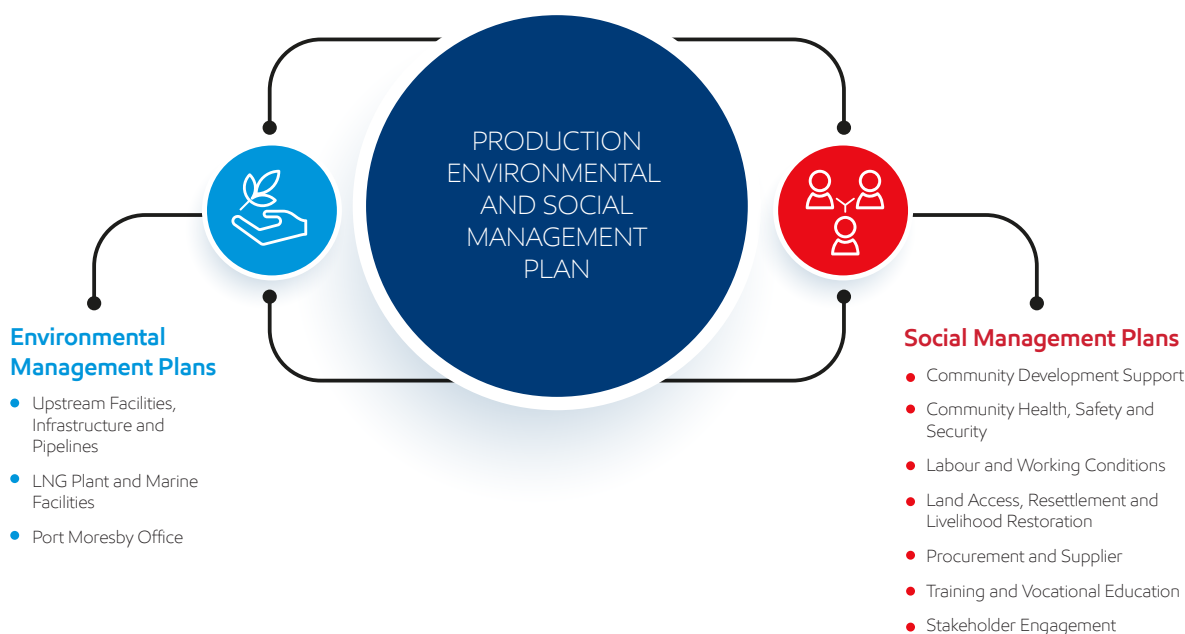 PRODUCTION
ENVIRONMENTAL
AND SOCIAL
MANAGEMENT
PLAN
Environmental
Management Plans
Upstream Facilities,
Infrastructure and
Pipelines
LNG Plant and Marine
Facilities
Port Moresby Office
Social Management Plans
Community Development Support
Community Health, Safety and
Security
Labour and Working Conditions
Land Access, Resettlement and
Livelihood Restoration
Procurement and Supplier
Training and Vocational Education
Stakeholder Engagement